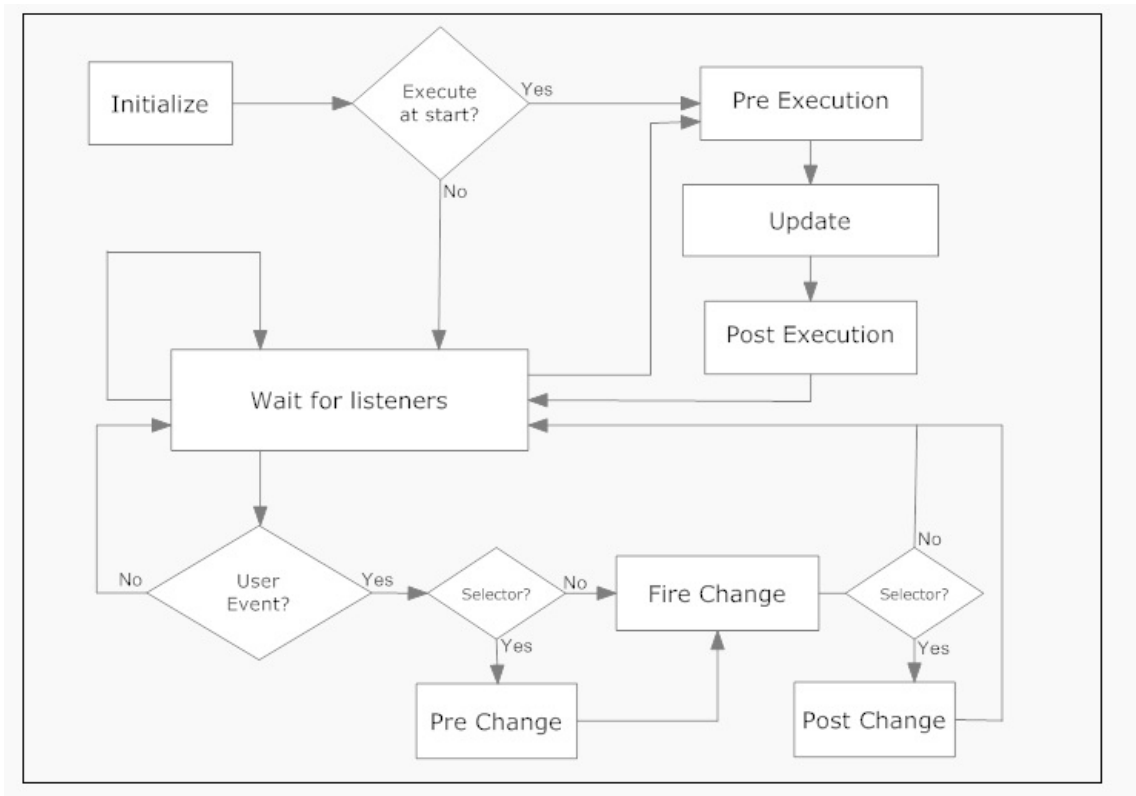 Initialize
Execute
at start?
Yes
Pre Execution
No
Update
Post Execution
Wait for listeners
No
User
Event?
Yes
Selector?
No
Fire Change
No
Selector?
Yes
Yes
Pre Change
Post Change